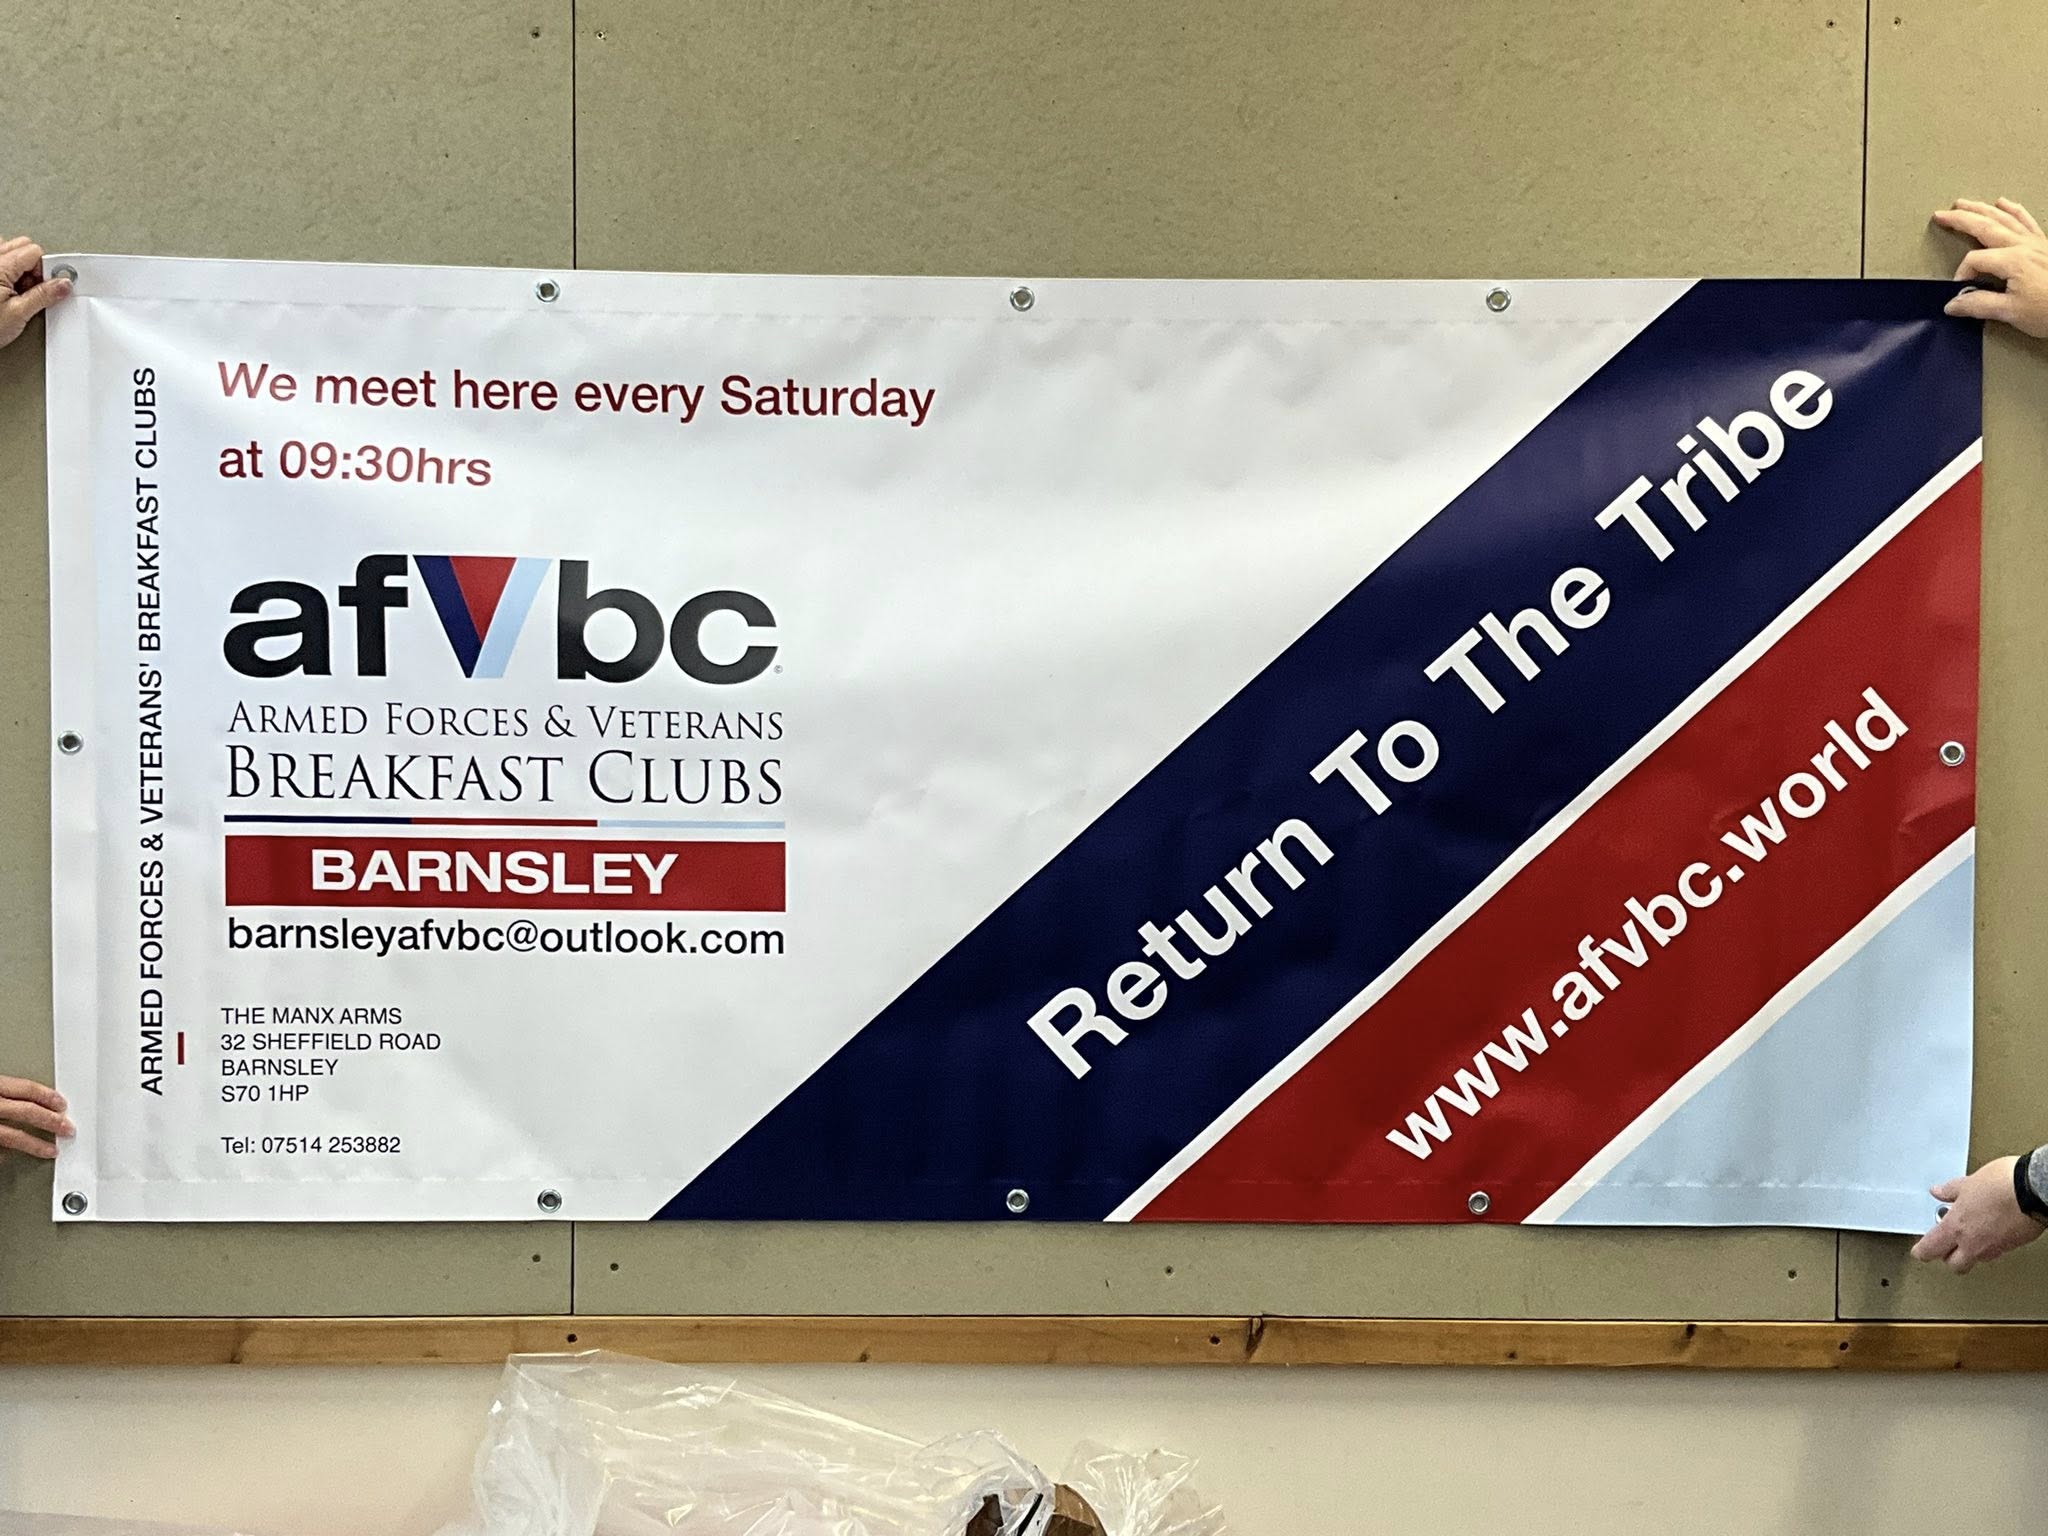 ARMED FORCES & VETERANS' BREAKFAST CLUBS
We meet here every Saturday
at 09:30hrs
afvbc
ARMED FORCES & VETERANS
BREAKFAST CLUBS
BARNSLEY
barnsleyafvbc@outlook.com
THE MANX ARMS
32 SHEFFIELD ROAD
BARNSLEY
S70 1HP
Tel: 07514 253882
Return To The Tribe
www.afvbc.world